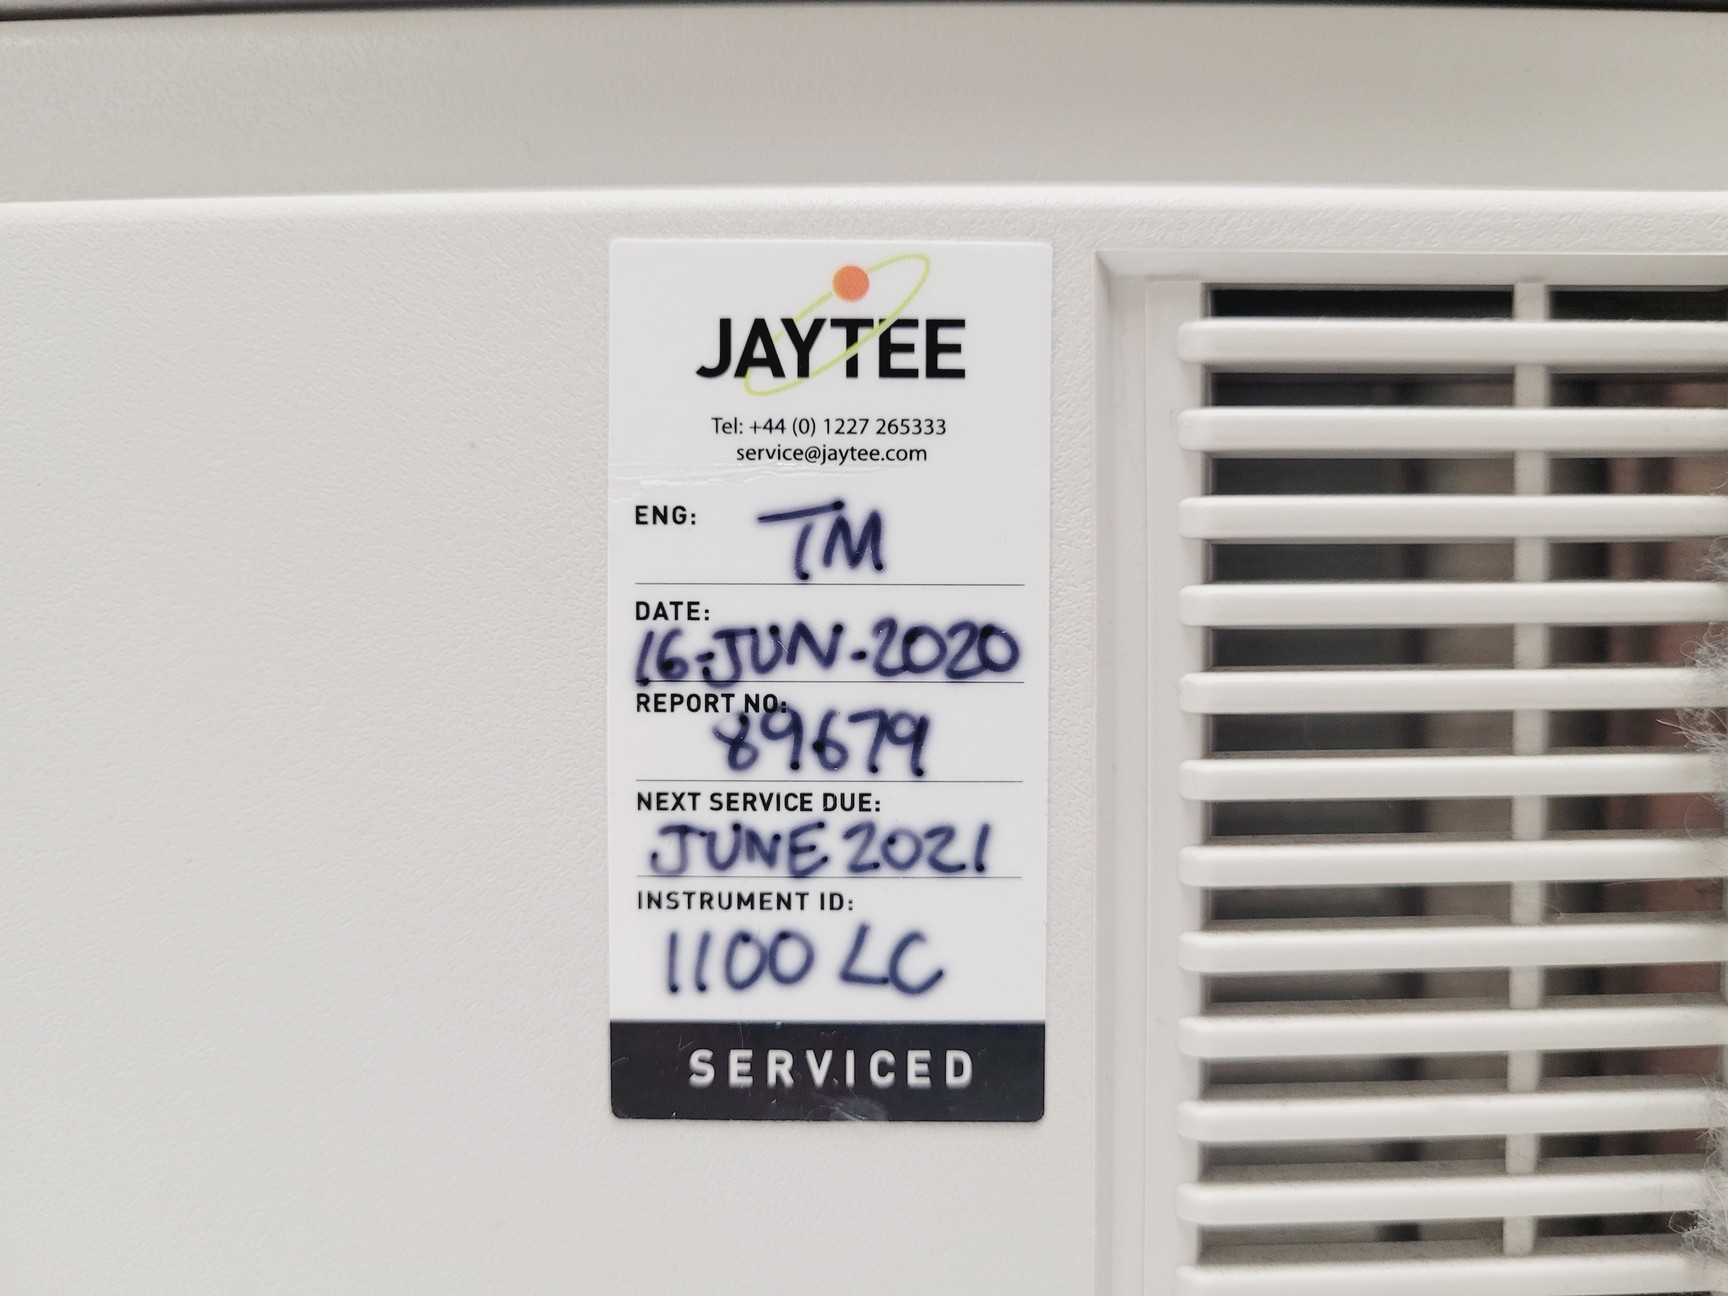 JAYTEE
Tel: +44 (0) 1227 265333
service@jaytee.com
ENG: TM
DATE:
16-JUN-2020
REPORT NO:
89679
NEXT SERVICE DUE:
JUNE 2021
INSTRUMENT ID:
1100 LC
SERVICED